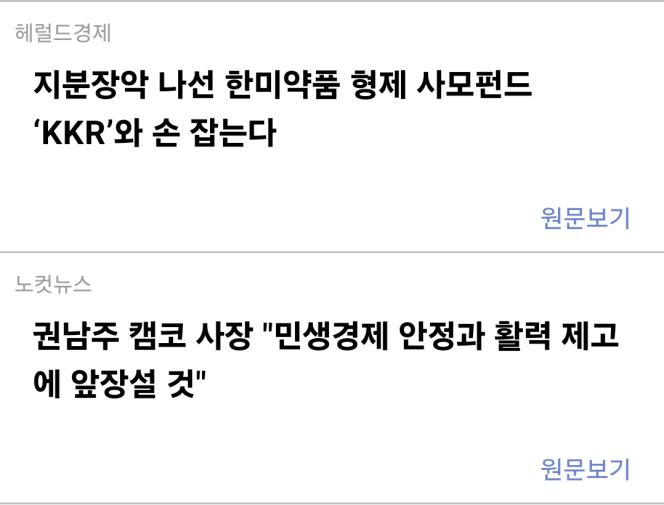 헤럴드경제
지분장악 나선 한미약품 형제 사모펀드
‘KKR’와 손 잡는다
원문보기
노컷뉴스
권남주 캠코 사장 "민생경제 안정과 활력 제고
에 앞장설 것"
원문보기